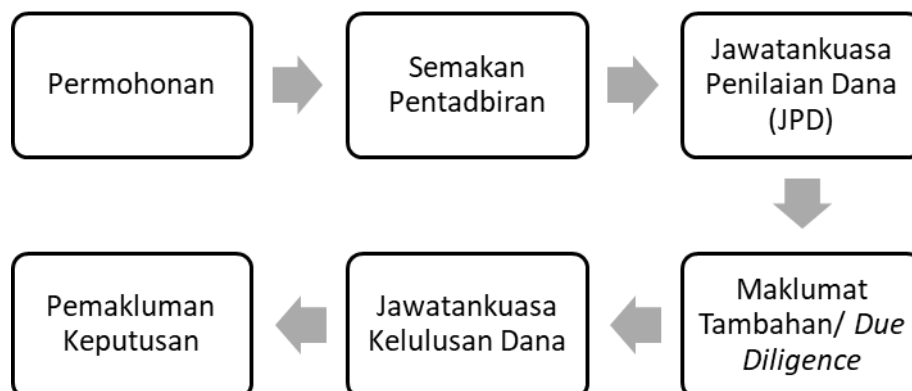 Permohonan
Semakan
Pentadbiran
Jawatankuasa
Penilaian Dana
(JPD)
Maklumat
Tambahan/ Due
Diligence
Jawatankuasa
Kelulusan Dana
Pemakluman
Keputusan